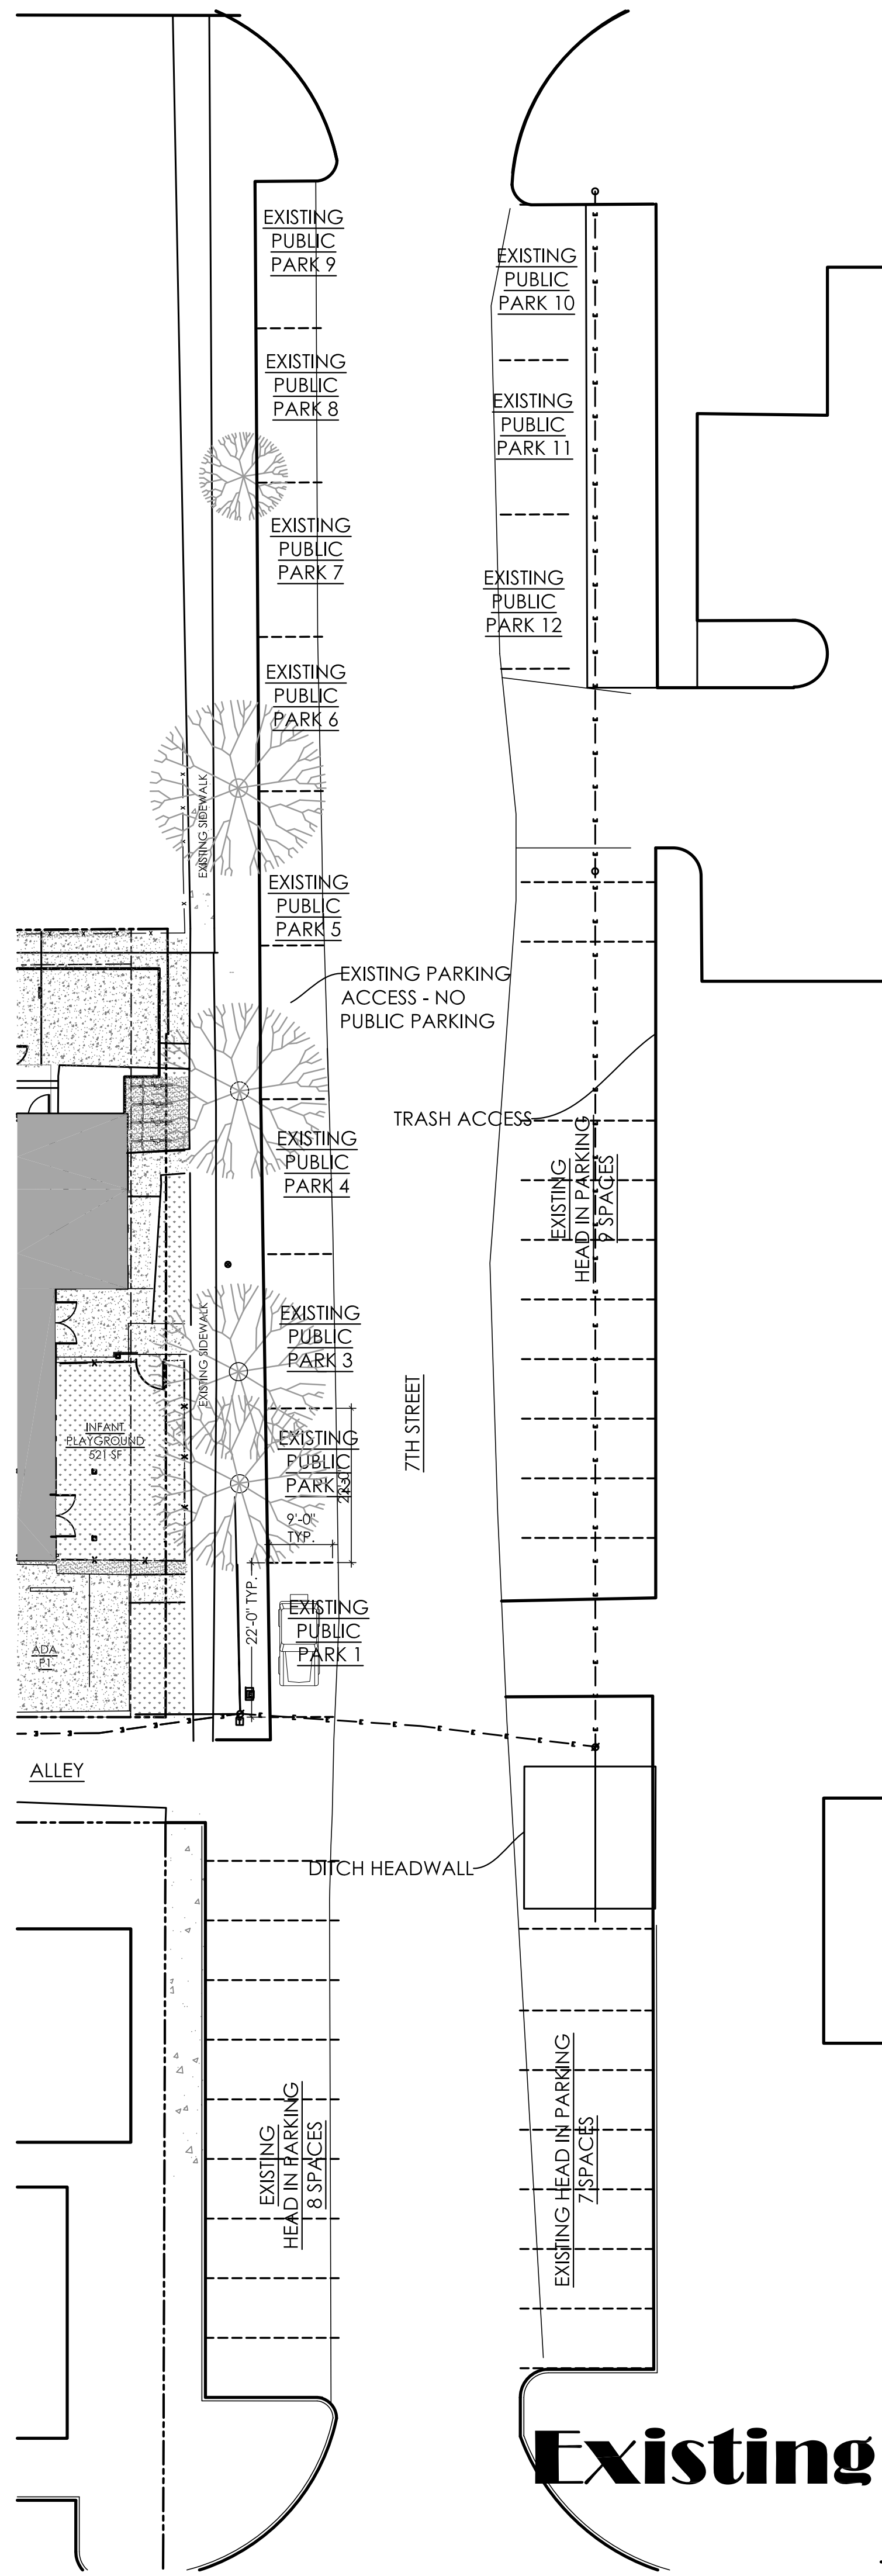 EXISTING
PUBLIC
PARK 9
EXISTING
PUBLIC
PARK 10
EXISTING
PUBLIC
PARK 8
EXISTING
PUBLIC
PARK 11
EXISTING
PUBLIC
PARK 7
EXISTING
PUBLIC
PARK 12
EXISTING
PUBLIC
PARK 6
EXISTING SIDEWALK
EXISTING
PUBLIC
PARK 5
EXISTING PARKING
ACCESS - NO
PUBLIC PARKING
TRASH ACCESS
EXISTING
PUBLIC
PARK 4
EXISTING
HEAD IN PARKING
9 SPACES
EXISTING SIDEWALK
EXISTING
PUBLIC
PARK 3
7TH STREET
INFANT
PLAYGROUND
521 SF
EXISTING
PUBLIC
PARK 2
22'-0"
9'-0"
TYP.
22'-0" TYP.
EXISTING
PUBLIC
PARK 1
ADA
P1
ALLEY
DITCH HEADWALL
EXISTING
HEAD IN PARKING
8 SPACES
EXISTING HEAD IN PARKING
7 SPACES
Existing